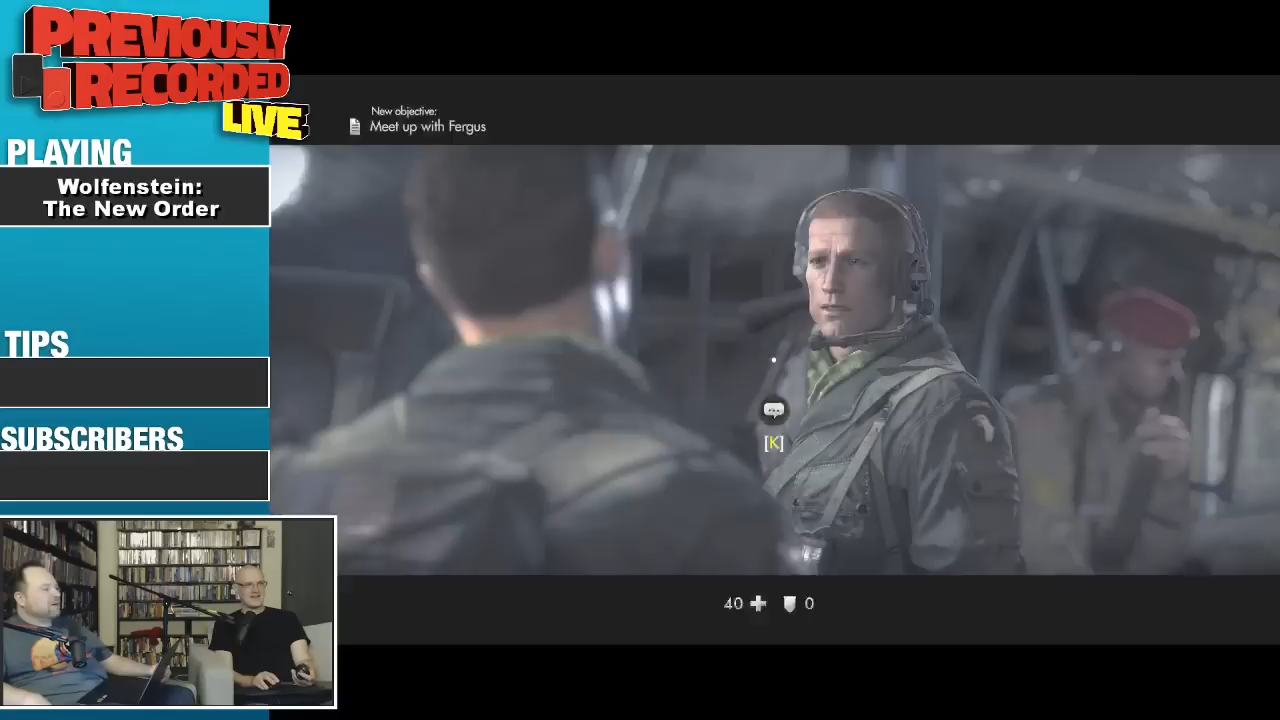 PREVIOUSLY
RECORDED
LIVE
PLAYING
Wolfenstein:
The New Order
TIPS
SUBSCRIBERS
New objective:
Meet up with Fergus
[K]
40
0